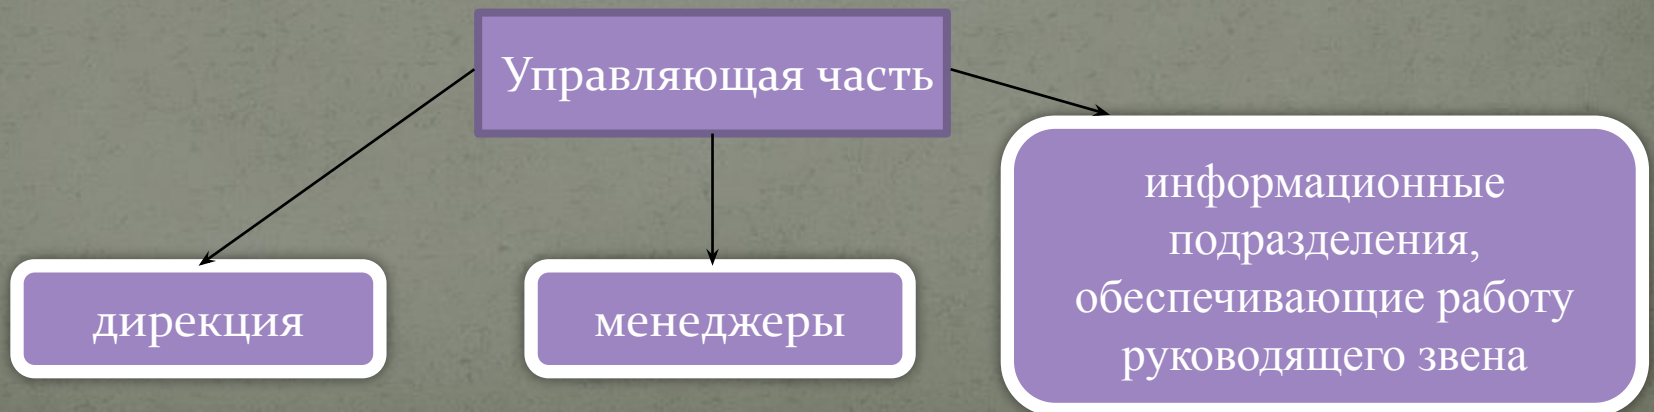 Управляющая часть
дирекция
менеджеры
информационные
подразделения,
обеспечивающие работу
руководящего звена